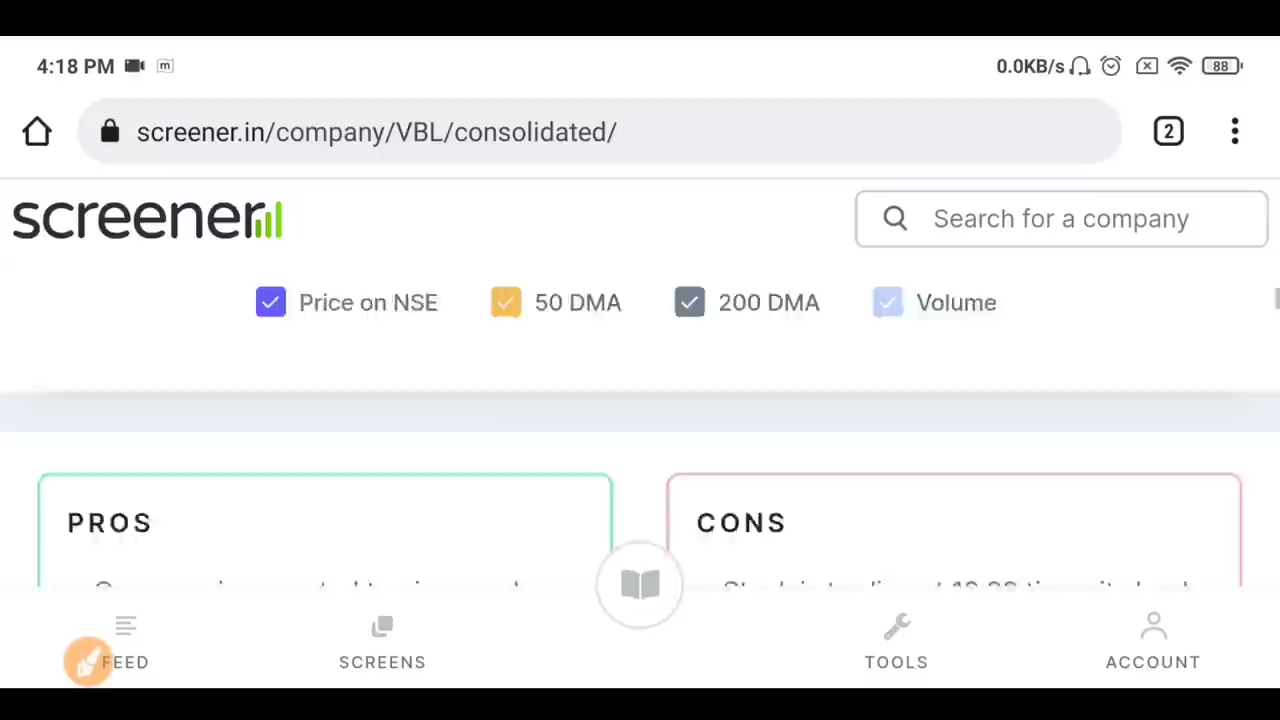 4:18 PM m 0.0KB/s 88
screener.in/company/VBL/consolidated/ 2
screener Search for a company
Price on NSE 50 DMA 200 DMA Volume
PROS CONS
FEED SCREENS TOOLS ACCOUNT